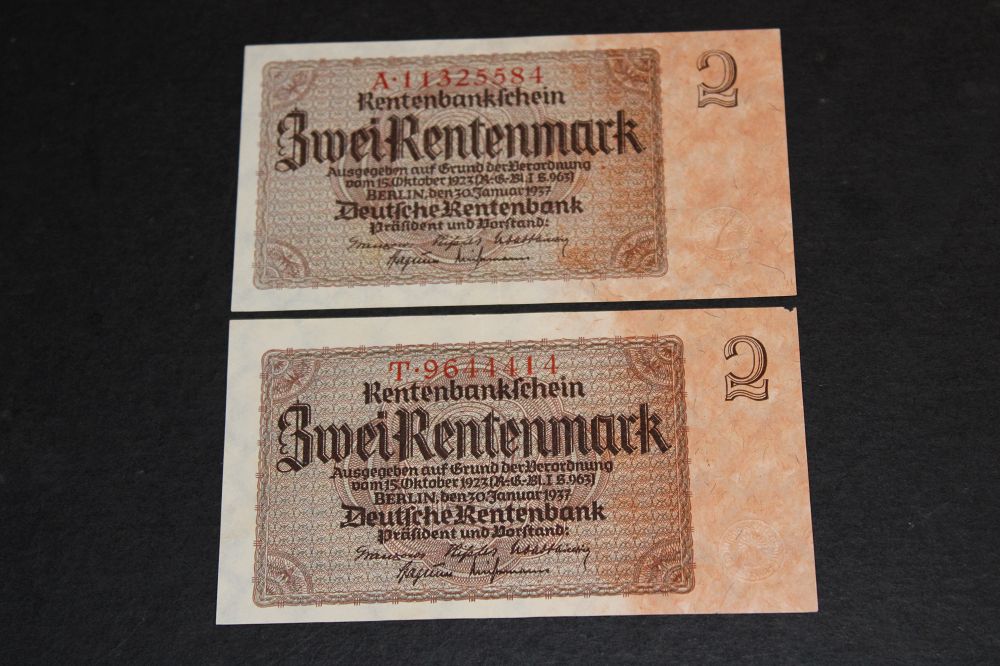 A·11325584
Rentenbankschein
Zwei Rentenmark
Ausgegeben auf Grund der Verordnung
vom 15. Oktober 1923 (R.-G.-Bl. I S. 963)
BERLIN, den 30. Januar 1937
Deutsche Rentenbank
Präsident und Vorstand:
2
T·9644414
Rentenbankschein
Zwei Rentenmark
Ausgegeben auf Grund der Verordnung
vom 15. Oktober 1923 (R.-G.-Bl. I S. 963)
BERLIN, den 30. Januar 1937
Deutsche Rentenbank
Präsident und Vorstand:
2